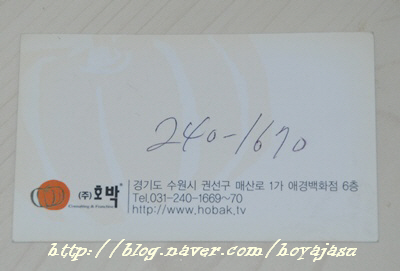 240-1670
(주)호박
경기도 수원시 권선구 매산로 1가 애경백화점 6층
Tel.031-240-1669~70
http://www.hobak.tv
http://blog.naver.com/hoyajasu